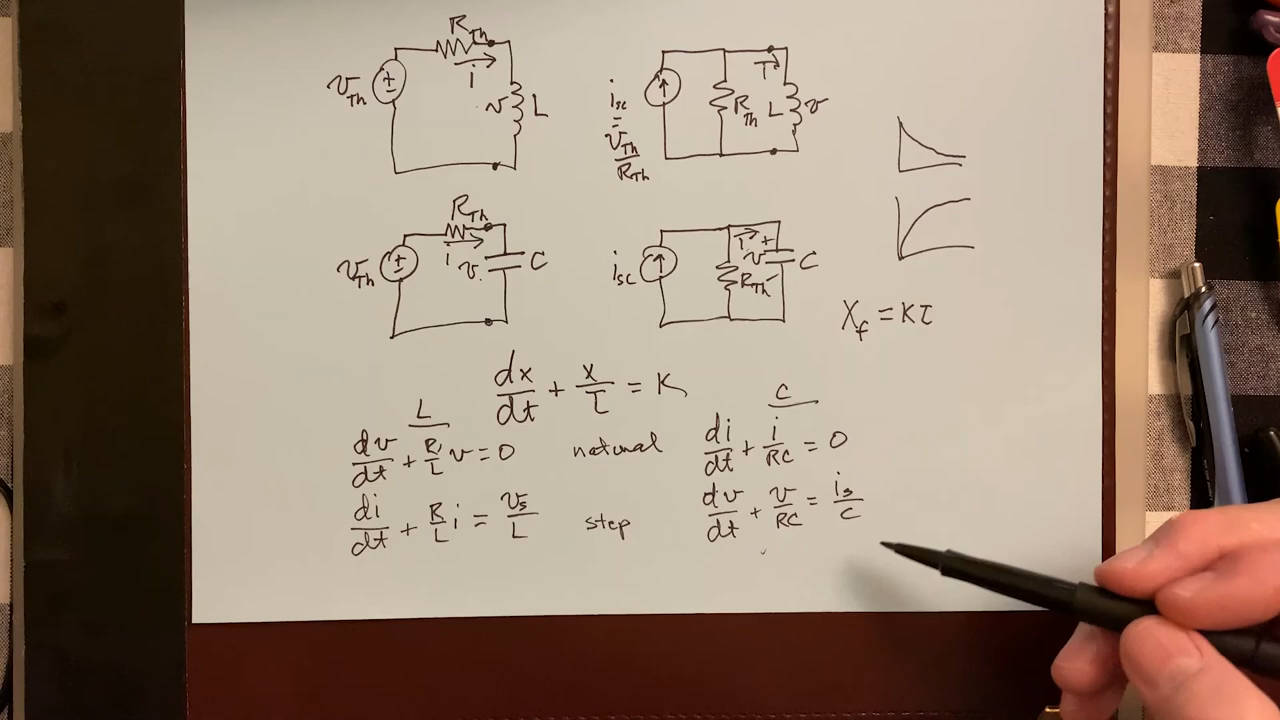 R_Th
v_Th
+
-
i
v
L
i_sc
=
v_Th
R_Th
R_Th
L
v
R_Th
v_Th
+
-
i
v
C
i_sc
R_Th
i
+
v
-
C
x_f = Kτ
dx/dt + x/τ = K
L
C
dv/dt + R/L v = 0 natural di/dt + i/RC = 0
di/dt + R/L i = v_s/L step dv/dt + v/RC = i_s/C